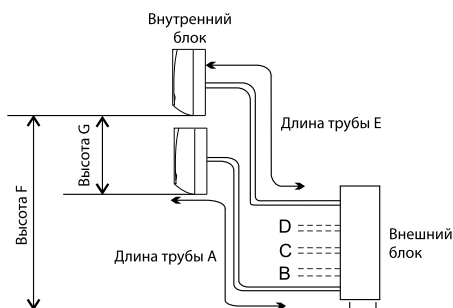 Внутренний
блок
Длина трубы E
Высота G
Высота F
D
C
B
Внешний
блок
Длина трубы A